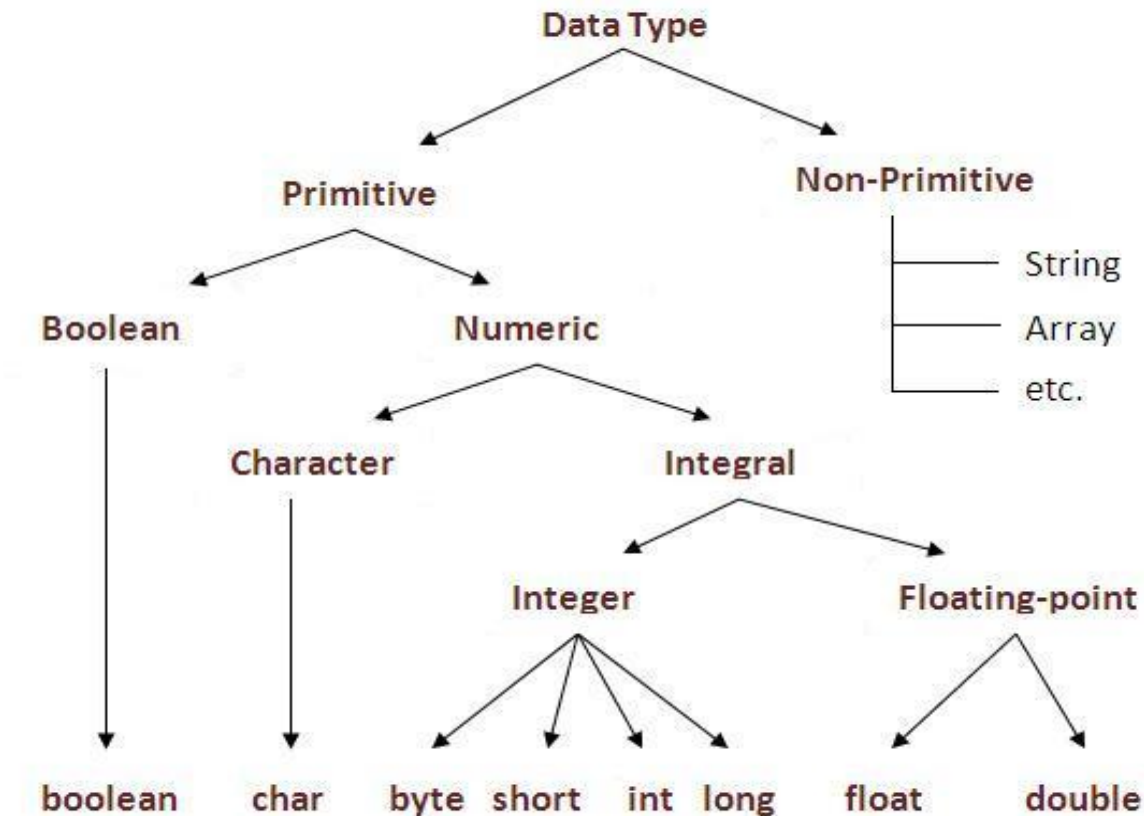 Data Type
Primitive
Non-Primitive
String
Array
etc.
Boolean
Numeric
Character
Integral
Integer
Floating-point
boolean char byte short int long float double